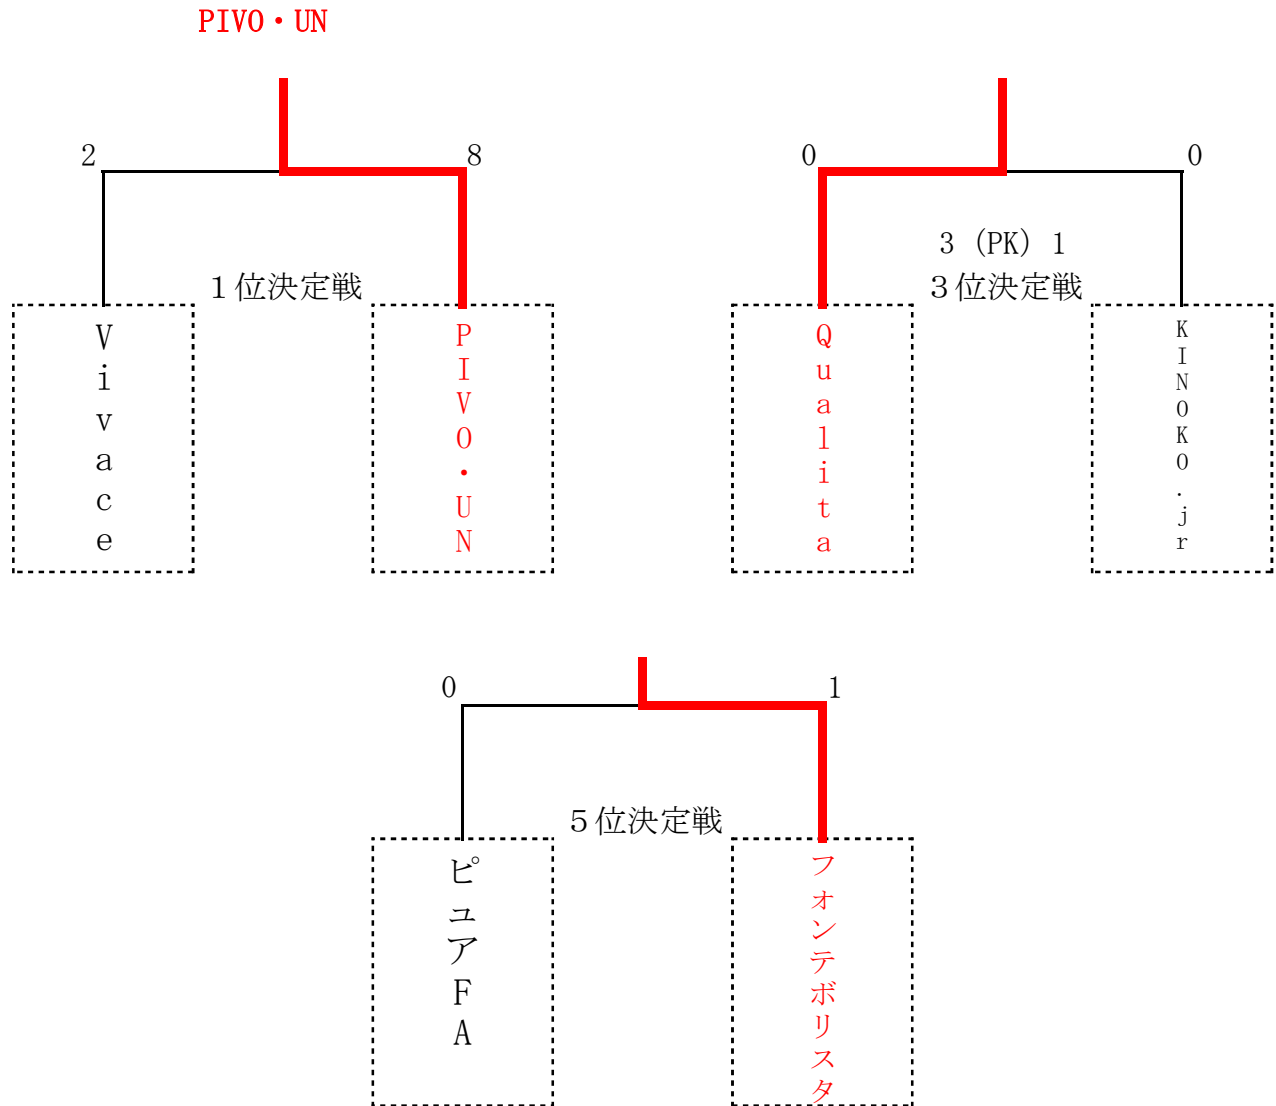 PIVO・UN
2
8
0
0
3 (PK) 1
１位決定戦
３位決定戦
Vivace
PIVO・UN
Qualita
KINOKO.jr
0
1
５位決定戦
ピュアFA
フォンテボリスタ